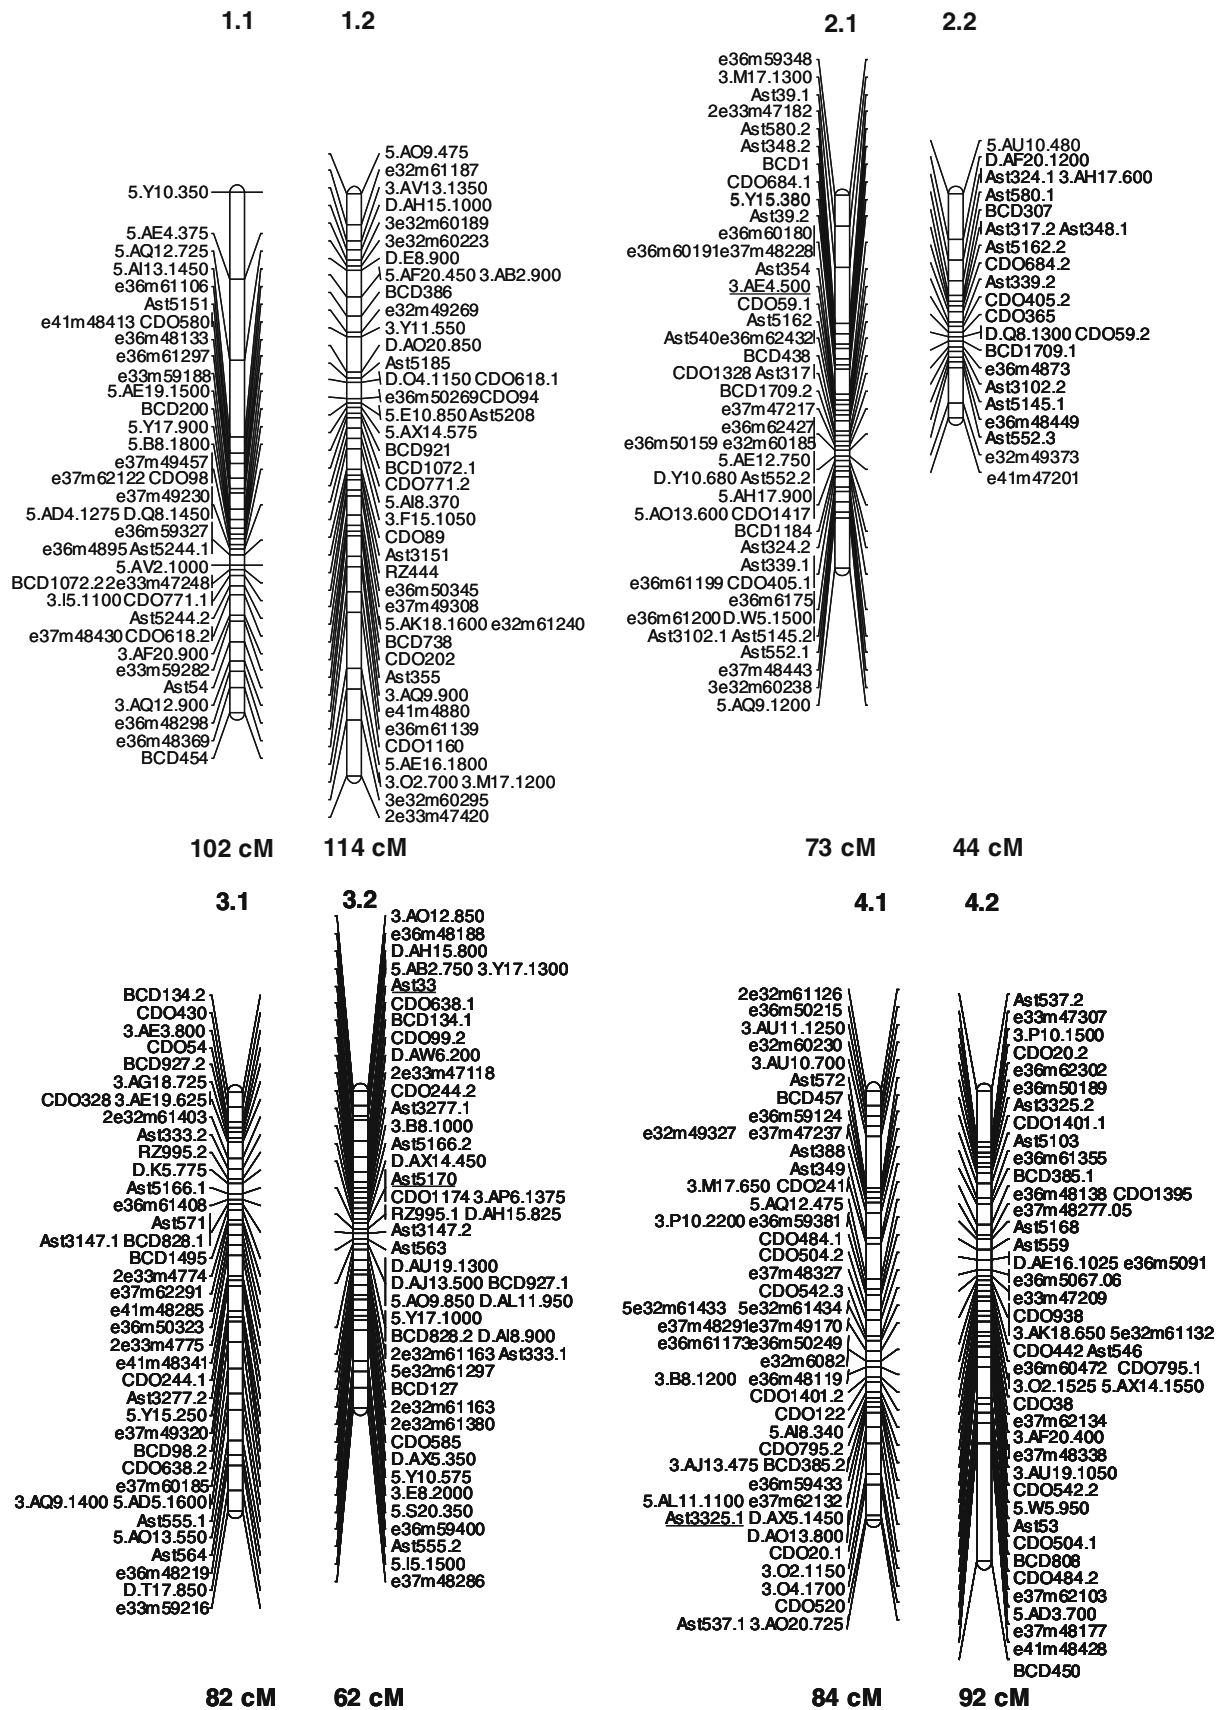 1.1
5.Y10.350
5.AE4.375
5.AQ12.725
5.AI13.1450
e36m61106
Ast5151
e41m48413 CDO580
e36m48133
e36m61297
e33m59188
5.AE19.1500
BCD200
5.Y17.900
5.B8.1800
e37m49457
e37m62122 CDO98
e37m49230
5.AD4.1275 D.Q8.1450
e36m59327
e36m4895 Ast5244.1
5.AV2.1000
BCD1072.22e33m47248
3.I5.1100 CDO771.1
Ast5244.2
e37m48430 CDO618.2
3.AF20.900
e33m59282
Ast54
3.AQ12.900
e36m48298
e36m48369
BCD454
102 cM
1.2
5.AO9.475
e32m61187
3.AV13.1350
D.AH15.1000
3e32m60189
3e32m60223
D.E8.900
5.AF20.450 3.AB2.900
BCD386
e32m49269
3.Y11.550
D.AO20.850
Ast5185
D.O4.1150 CDO618.1
e36m50269CDO94
5.E10.850 Ast5208
5.AX14.575
BCD921
BCD1072.1
CDO771.2
5.AI8.370
3.F15.1050
CDO89
Ast3151
RZ444
e36m50345
e37m49308
5.AK18.1600 e32m61240
BCD738
CDO202
Ast355
3.AQ9.900
e41m4880
e36m61139
CDO1160
5.AE16.1800
3.O2.700 3.M17.1200
3e32m60295
2e33m47420
114 cM
2.1
e36m59348
3.M17.1300
Ast39.1
2e33m47182
Ast580.2
Ast348.2
BCD1
CDO684.1
5.Y15.380
Ast39.2
e36m60180
e36m60191e37m48228
Ast354
3.AE4.500
CDO59.1
Ast5162
Ast540e36m62432
BCD438
CDO1328 Ast317
BCD1709.2
e37m47217
e36m62427
e36m50159 e32m60185
5.AE12.750
D.Y10.680 Ast552.2
5.AH17.900
5.AO13.600 CDO1417
BCD1184
Ast324.2
Ast339.1
e36m61199 CDO405.1
e36m6175
e36m61200 D.W5.1500
Ast3102.1 Ast5145.2
Ast552.1
e37m48443
3e32m60238
5.AQ9.1200
73 cM
2.2
5.AU10.480
D.AF20.1200
Ast324.1 3.AH17.600
Ast580.1
BCD307
Ast317.2 Ast348.1
Ast5162.2
CDO684.2
Ast339.2
CDO405.2
CDO365
D.Q8.1300 CDO59.2
BCD1709.1
e36m4873
Ast3102.2
Ast5145.1
e36m48449
Ast552.3
e32m49373
e41m47201
44 cM
3.1
BCD134.2
CDO430
3.AE3.800
CDO54
BCD927.2
3.AG18.725
CDO328 3.AE19.625
2e32m61403
Ast333.2
RZ995.2
D.K5.775
Ast5166.1
e36m61408
Ast571
Ast3147.1 BCD828.1
BCD1495
2e33m4774
e37m62291
e41m48285
e36m50323
2e33m4775
e41m48341
CDO244.1
Ast3277.2
5.Y15.250
e37m49320
BCD98.2
CDO638.2
e37m60185
3.AQ9.1400 5.AD5.1600
Ast555.1
5.AO13.550
Ast564
e36m48219
D.T17.850
e33m59216
82 cM
3.2
3.AO12.850
e36m48188
D.AH15.800
5.AB2.750 3.Y17.1300
Ast33
CDO638.1
BCD134.1
CDO99.2
D.AW6.200
2e33m47118
CDO244.2
Ast3277.1
3.B8.1000
Ast5166.2
D.AX14.450
Ast5170
CDO1174 3.AP6.1375
RZ995.1 D.AH15.825
Ast3147.2
Ast563
D.AU19.1300
D.AJ13.500 BCD927.1
5.AO9.850 D.AL11.950
5.Y17.1000
BCD828.2 D.AI8.900
2e32m61163 Ast333.1
5e32m61297
BCD127
2e32m61163
2e32m61380
CDO585
D.AX5.350
5.Y10.575
3.E8.2000
5.S20.350
e36m59400
Ast555.2
5.I5.1500
e37m48286
62 cM
4.1
2e32m61126
e36m50215
3.AU11.1250
e32m60230
3.AU10.700
Ast572
BCD457
e36m59124
e32m49327 e37m47237
Ast388
Ast349
3.M17.650 CDO241
5.AQ12.475
3.P10.2200 e36m59381
CDO484.1
CDO504.2
e37m48327
CDO542.3
5e32m61433 5e32m61434
e37m48291e37m49170
e36m61173e36m50249
e32m6082
3.B8.1200 e36m48119
CDO1401.2
CDO122
5.AI8.340
CDO795.2
3.AJ13.475 BCD385.2
e36m59433
5.AL11.1100 e37m62132
Ast3325.1 D.AX5.1450
D.AO13.800
CDO20.1
3.O2.1150
3.O4.1700
CDO520
Ast537.1 3.AO20.725
84 cM
4.2
Ast537.2
e33m47307
3.P10.1500
CDO20.2
e36m62302
e36m50189
Ast3325.2
CDO1401.1
Ast5103
e36m61355
BCD385.1
e36m48138 CDO1395
e37m48277.05
Ast5168
Ast559
D.AE16.1025 e36m5091
e36m5067.06
e33m47209
CDO938
3.AK18.650 5e32m61132
CDO442 Ast546
e36m60472 CDO795.1
3.O2.1525 5.AX14.1550
CDO38
e37m62134
3.AF20.400
e37m48338
3.AU19.1050
CDO542.2
5.W5.950
Ast53
CDO504.1
BCD808
CDO484.2
e37m62103
5.AD3.700
e37m48177
e41m48428
BCD450
92 cM